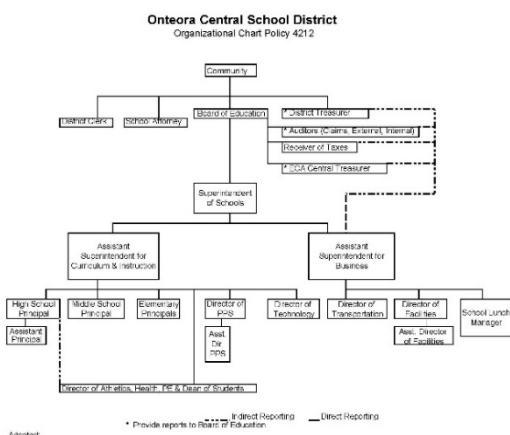 Onteora Central School District
Organizational Chart Policy 4212
Community
District Clerk
School Attorney
Board of Education
* District Treasurer
* Auditors (Claims, External, Internal)
Receiver of Taxes
* ECA Central Treasurer
Superintendent
of Schools
Assistant
Superintendent for
Curriculum & Instruction
Assistant
Superintendent for
Business
High School
Principal
Middle School
Principal
Elementary
Principals
Director of
PPS
Director of
Technology
Director of
Transportation
Director of
Facilities
School Lunch
Manager
Assistant
Principal
Asst.
Dir
PPS
Asst. Director
of Facilities
Director of Athletics, Health, PE & Dean of Students
Indirect Reporting
Direct Reporting
* Provide reports to Board of Education
Adopted: